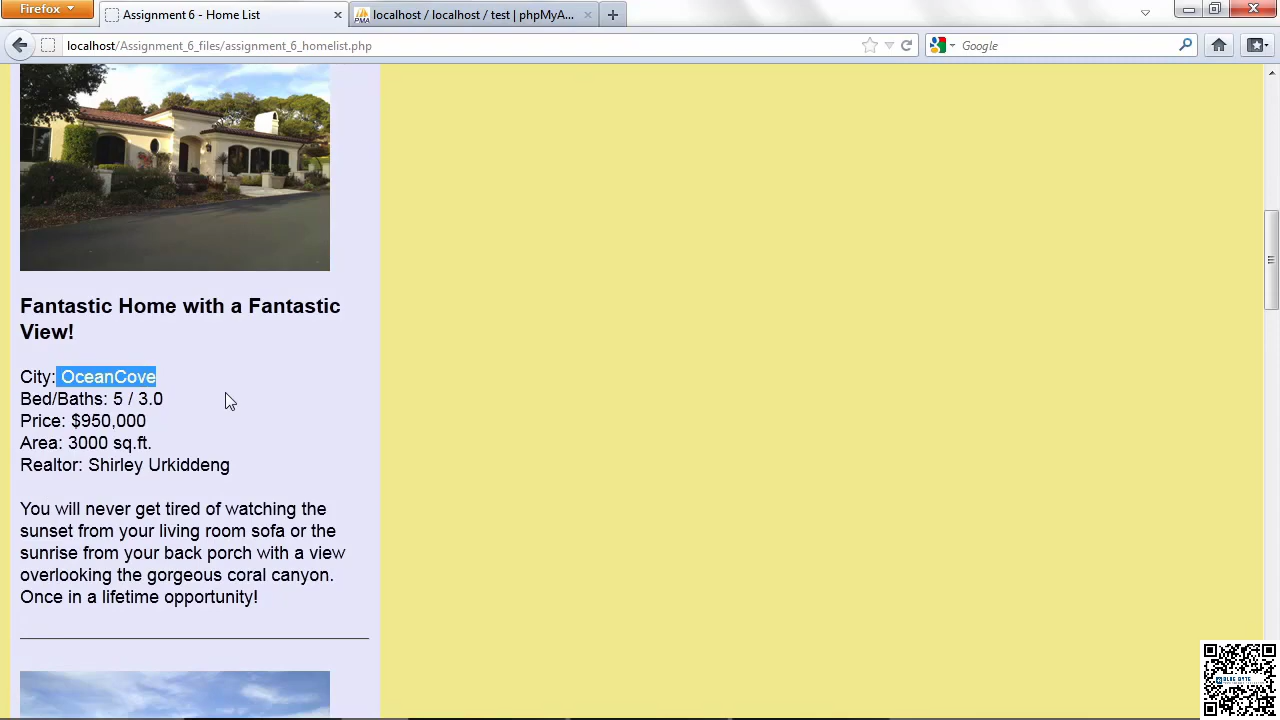 Firefox
Assignment 6 - Home List
localhost / localhost / test | phpMyA...
localhost/Assignment_6_files/asignment_6_homelist.php
Google
Fantastic Home with a Fantastic
View!
City: OceanCove
Bed/Baths: 5 / 3.0
Price: $950,000
Area: 3000 sq.ft.
Realtor: Shirley Urkiddeng
You will never get tired of watching the
sunset from your living room sofa or the
sunrise from your back porch with a view
overlooking the gorgeous coral canyon.
Once in a lifetime opportunity!
BLUE BYTE